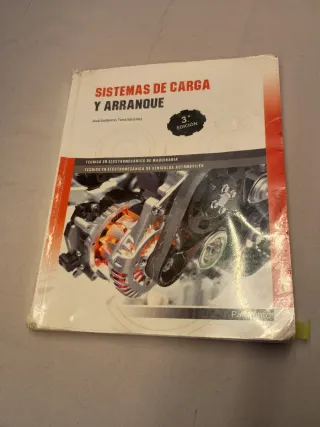 SISTEMAS DE CARGA
Y ARRANQUE
3.ª
EDICIÓN
TÉCNICO EN ELECTROMECÁNICA DE MAQUINARIA
TÉCNICO EN ELECTROMECÁNICA DE VEHÍCULOS AUTOMÓVILES